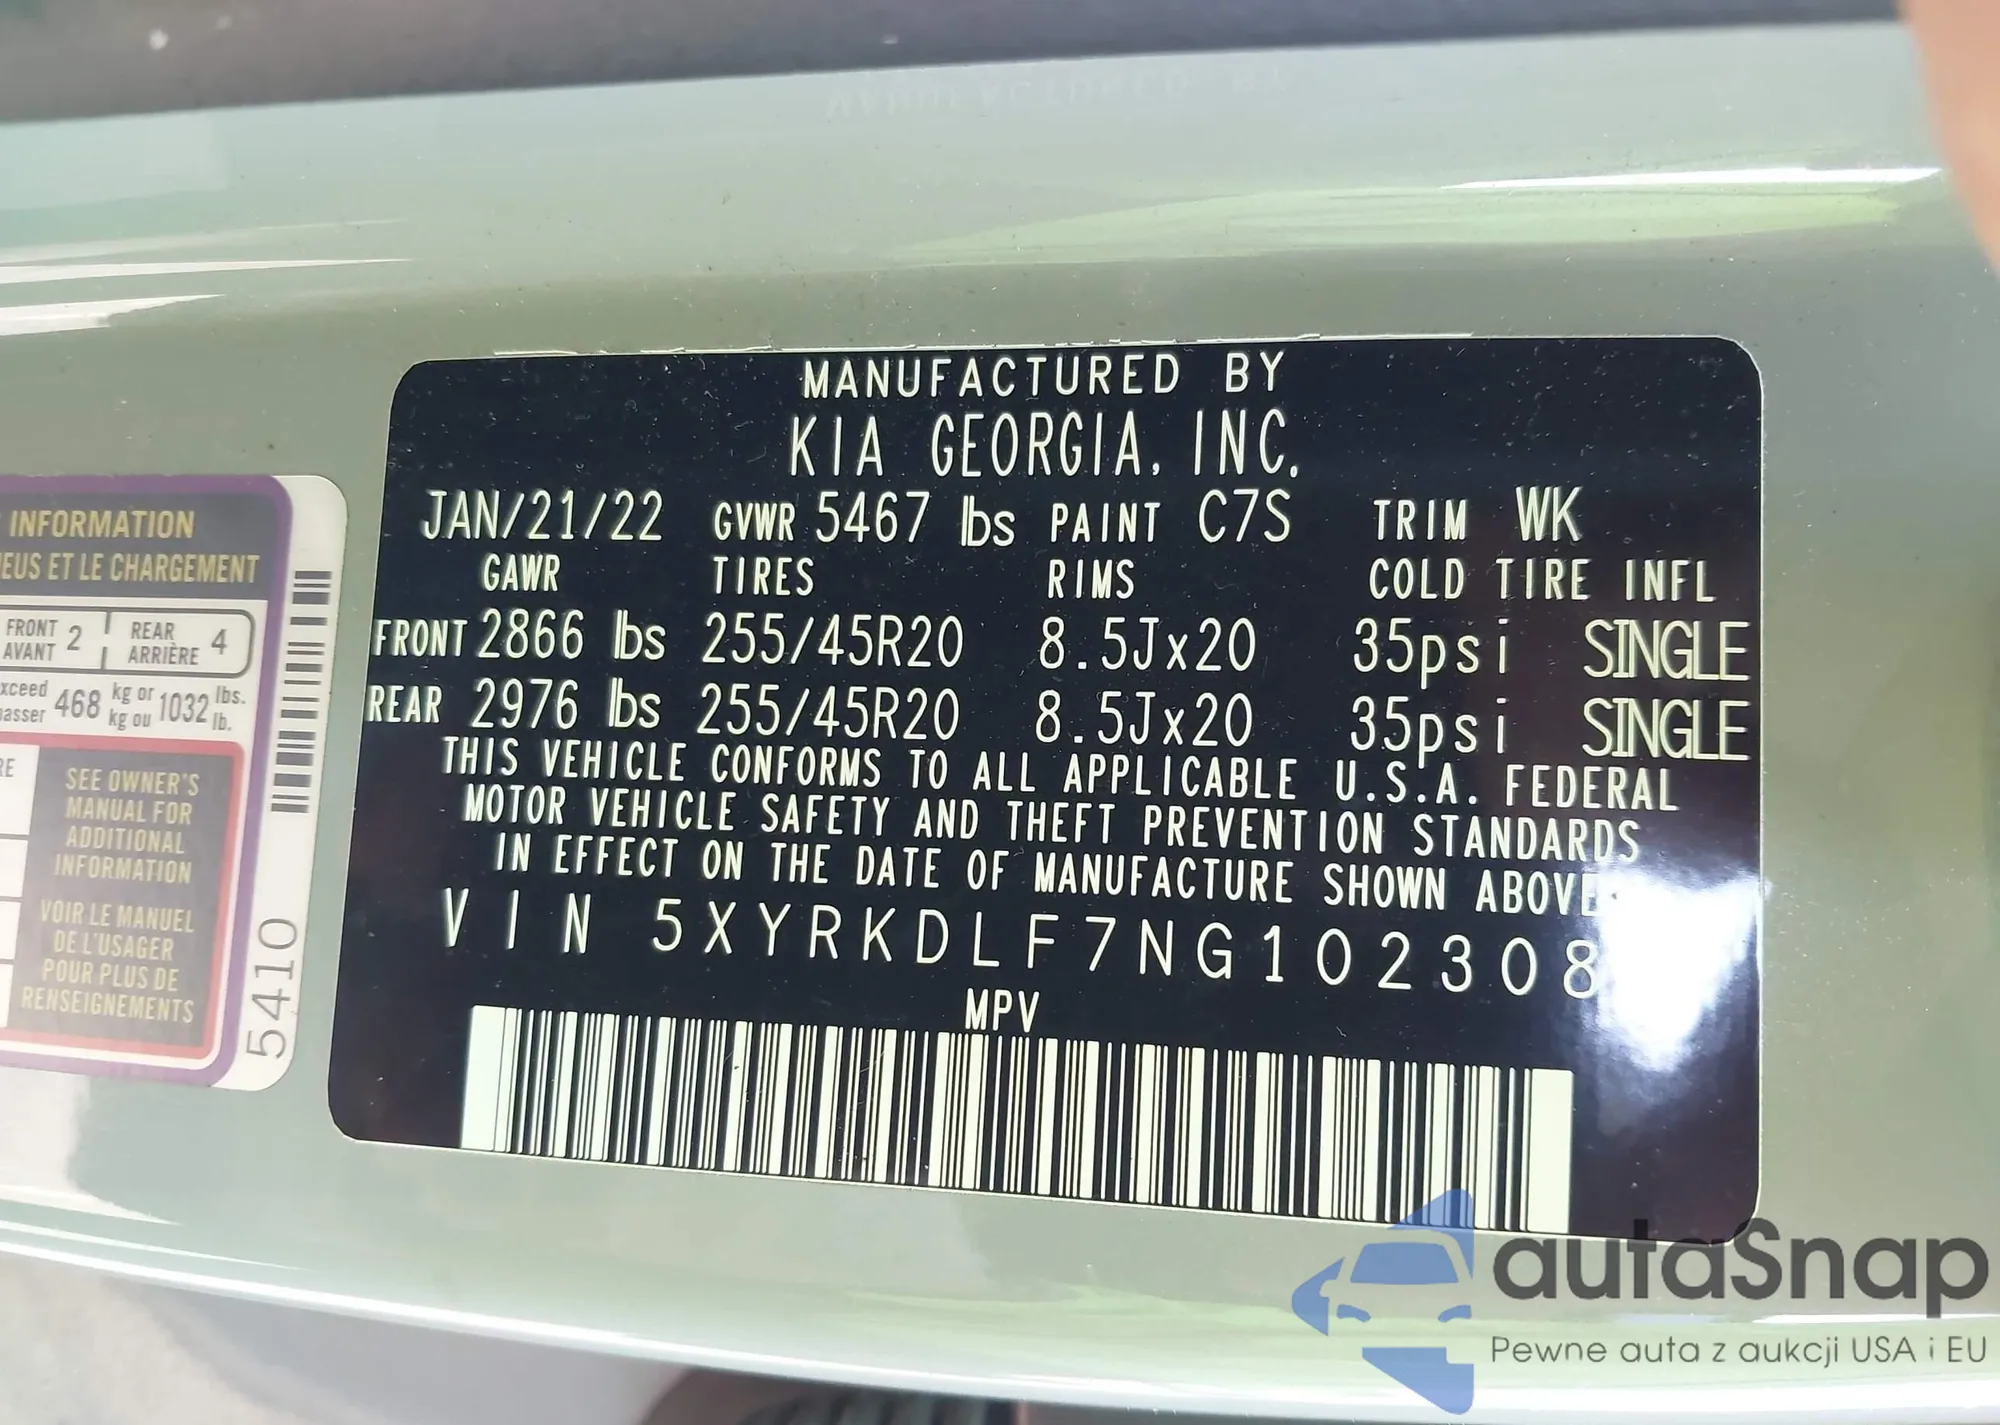 INFORMATION
EUS ET LE CHARGEMENT
FRONT AVANT 2 REAR ARRIÈRE 4
xceed 468 kg or 1032 lbs.
asser kg ou lb.
SEE OWNER'S
MANUAL FOR
ADDITIONAL
INFORMATION
VOIR LE MANUEL
DE L'USAGER
POUR PLUS DE
RENSEIGNEMENTS
5410
MANUFACTURED BY
KIA GEORGIA, INC.
JAN/21/22 GVWR 5467 lbs PAINT C7S TRIM WK
GAWR TIRES RIMS COLD TIRE INFL
FRONT 2866 lbs 255/45R20 8.5Jx20 35psi SINGLE
REAR 2976 lbs 255/45R20 8.5Jx20 35psi SINGLE
THIS VEHICLE CONFORMS TO ALL APPLICABLE U.S.A. FEDERAL
MOTOR VEHICLE SAFETY AND THEFT PREVENTION STANDARDS
IN EFFECT ON THE DATE OF MANUFACTURE SHOWN ABOVE
VIN 5XYRKDLF7NG102308
MPV
autaSnap
Pewne auta z aukcji USA i EU